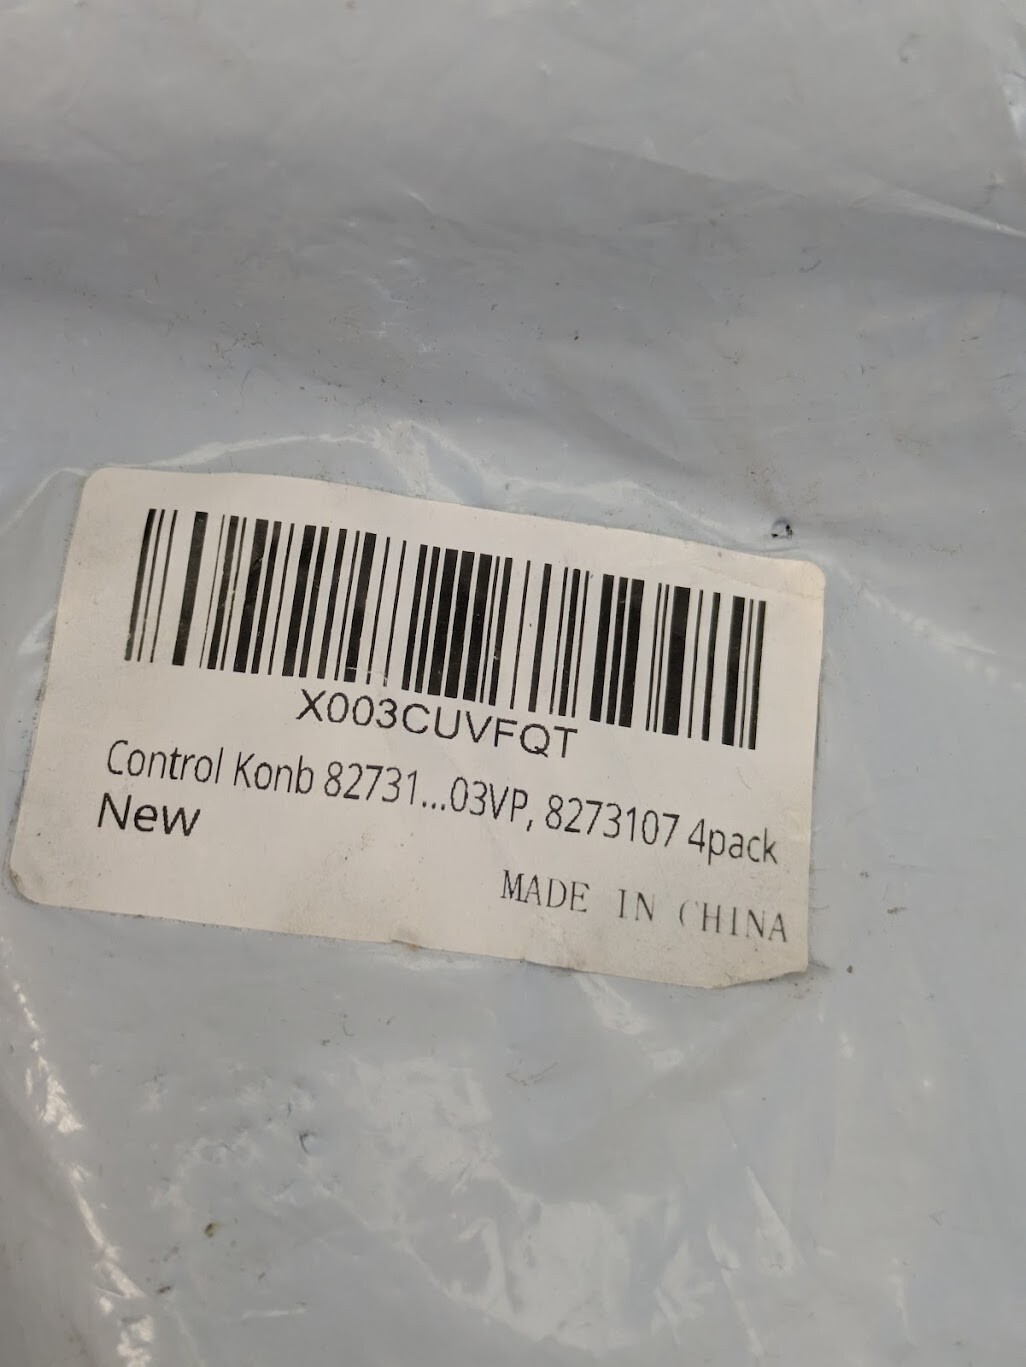 X003CUVFQT
Control Konb 82731...03VP, 8273107 4pack
New
MADE IN CHINA